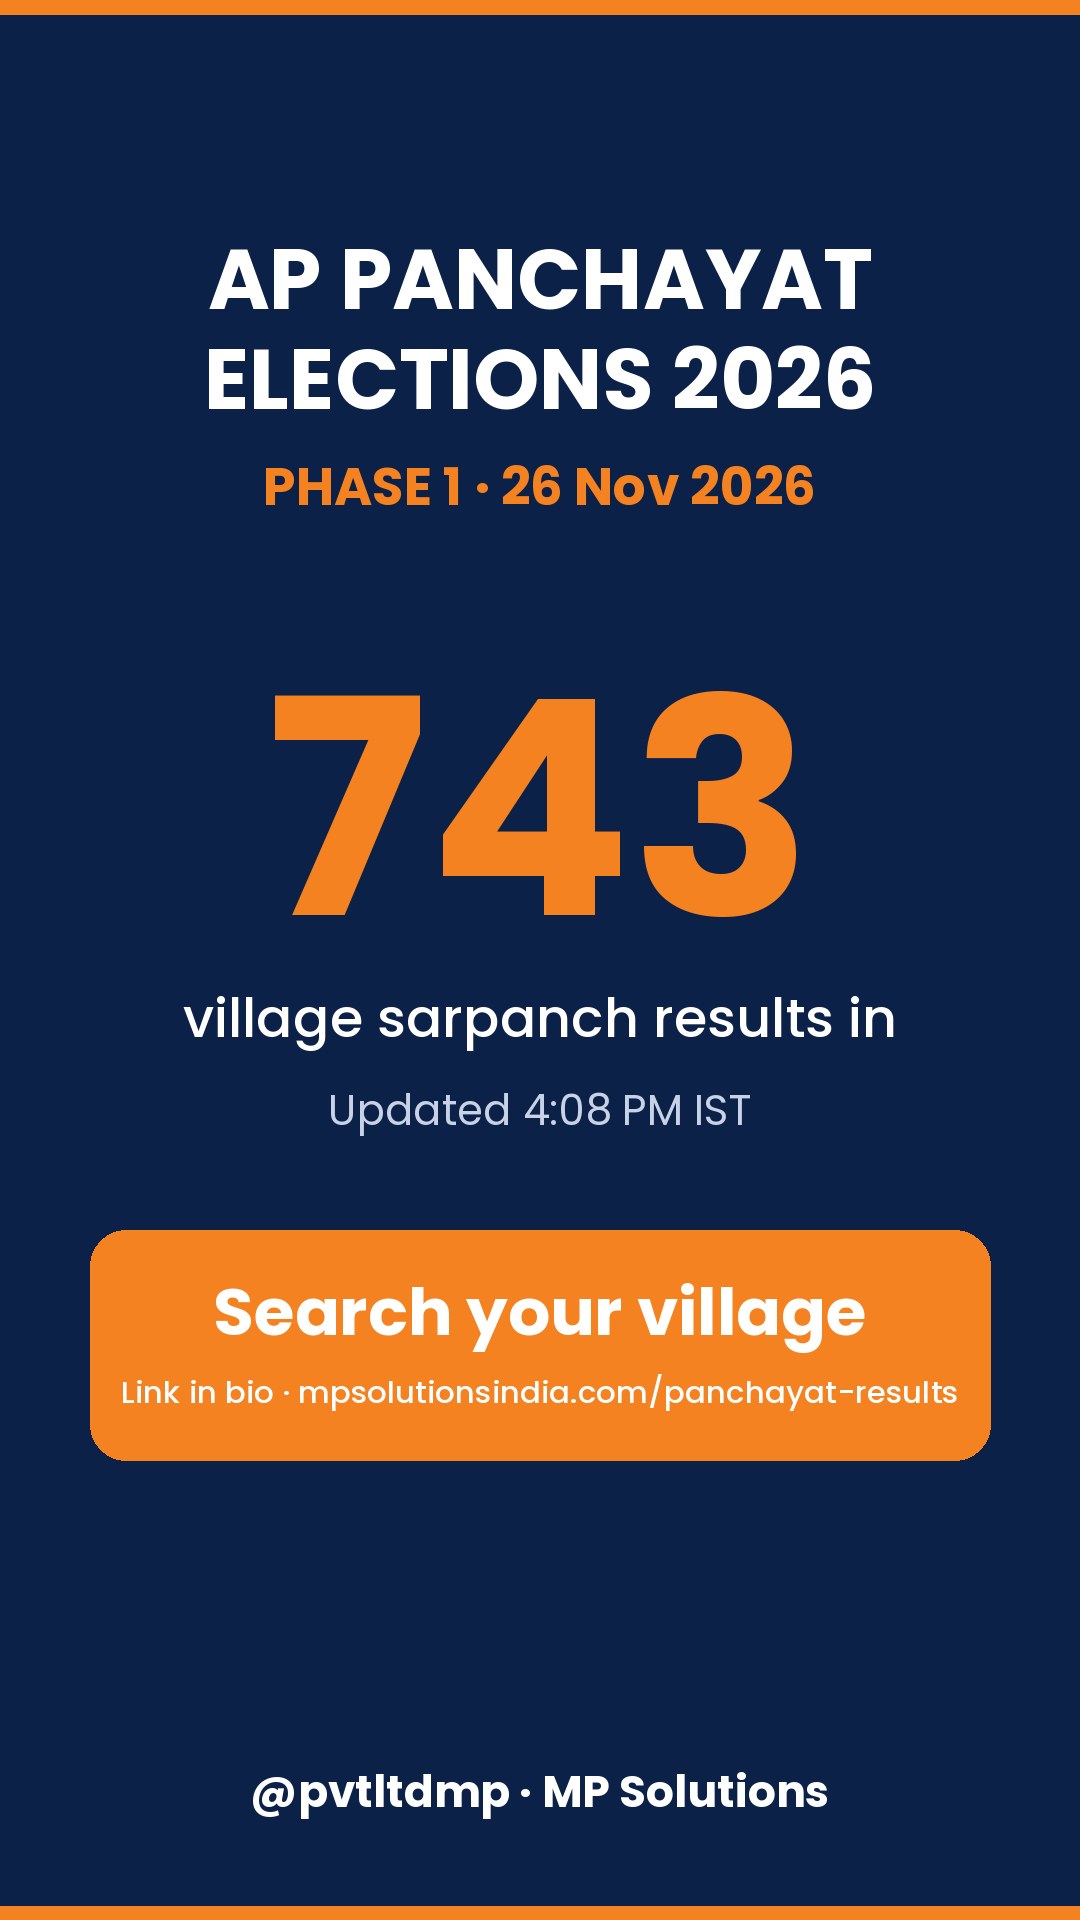 AP PANCHAYAT
ELECTIONS 2026
PHASE 1 · 26 Nov 2026
743
village sarpanch results in
Updated 4:08 PM IST
Search your village
Link in bio · mpsolutionsindia.com/panchayat-results
@pvtltdmp · MP Solutions